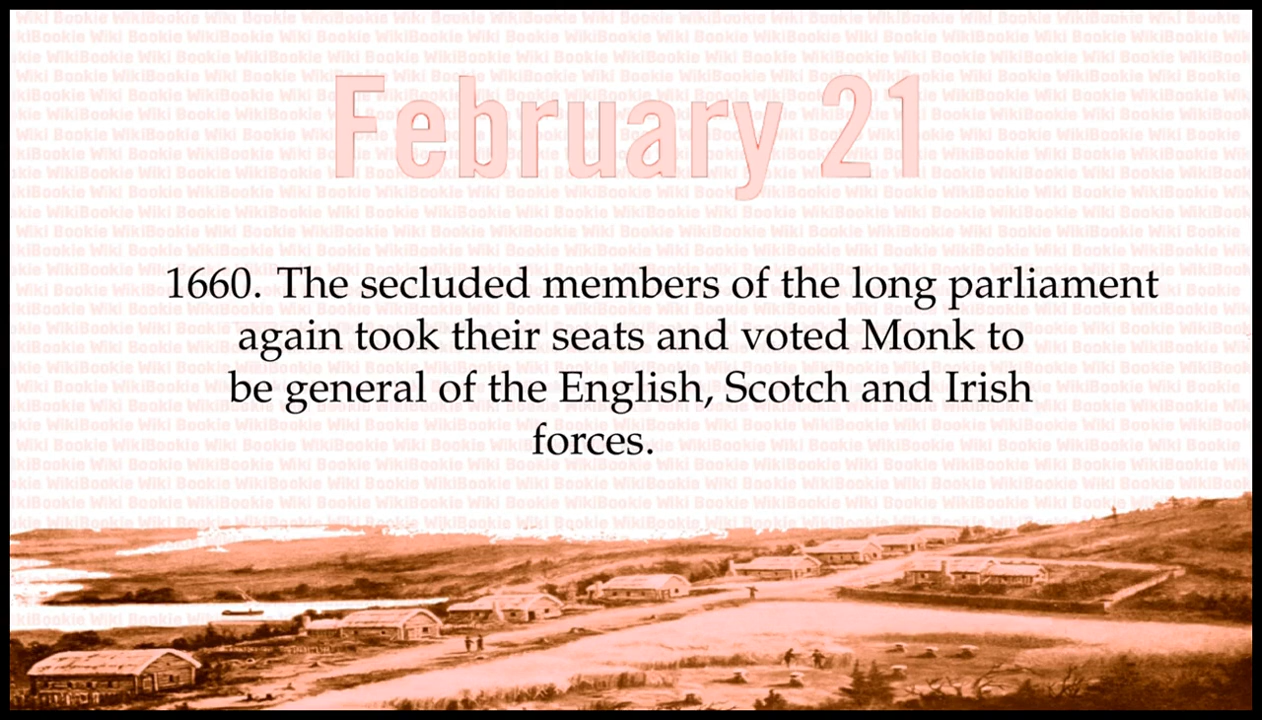 February 21
1660. The secluded members of the long parliament
again took their seats and voted Monk to
be general of the English, Scotch and Irish
forces.